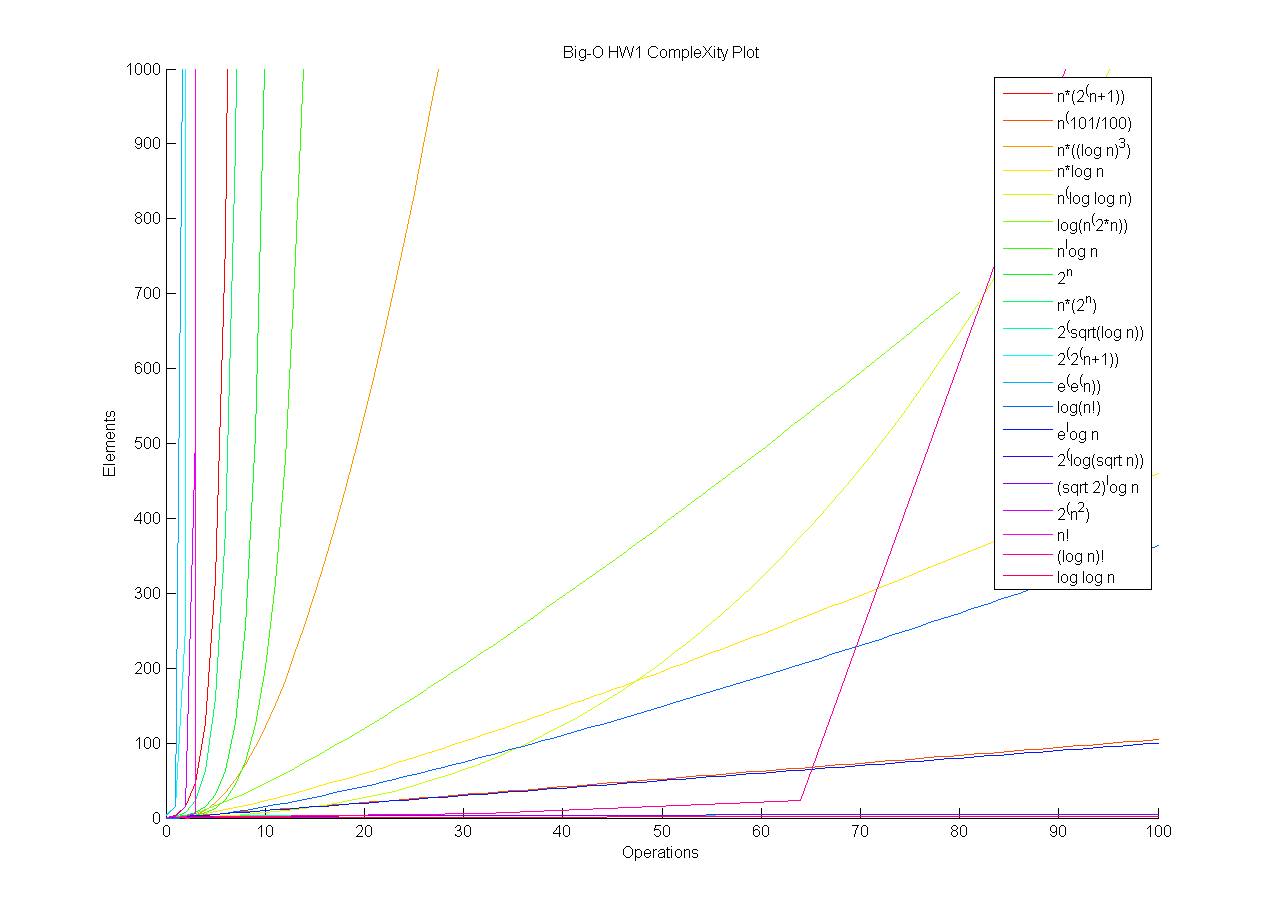 Big-O HW1 CompleXity Plot
1000
900
800
700
600
500
400
300
200
100
0
Elements
0 10 20 30 40 50 60 70 80 90 100
Operations
n*(2^(n+1))
n^(101/100)
n*((log n)^3)
n*log n
n^(log log n)
log(n^(2*n))
n^log n
2^n
n*(2^n)
2^(sqrt(log n))
2^(2^(n+1))
e^(e^(n))
log(n!)
e^log n
2^(log(sqrt n))
(sqrt 2)^log n
2^(n^2)
n!
(log n)!
log log n